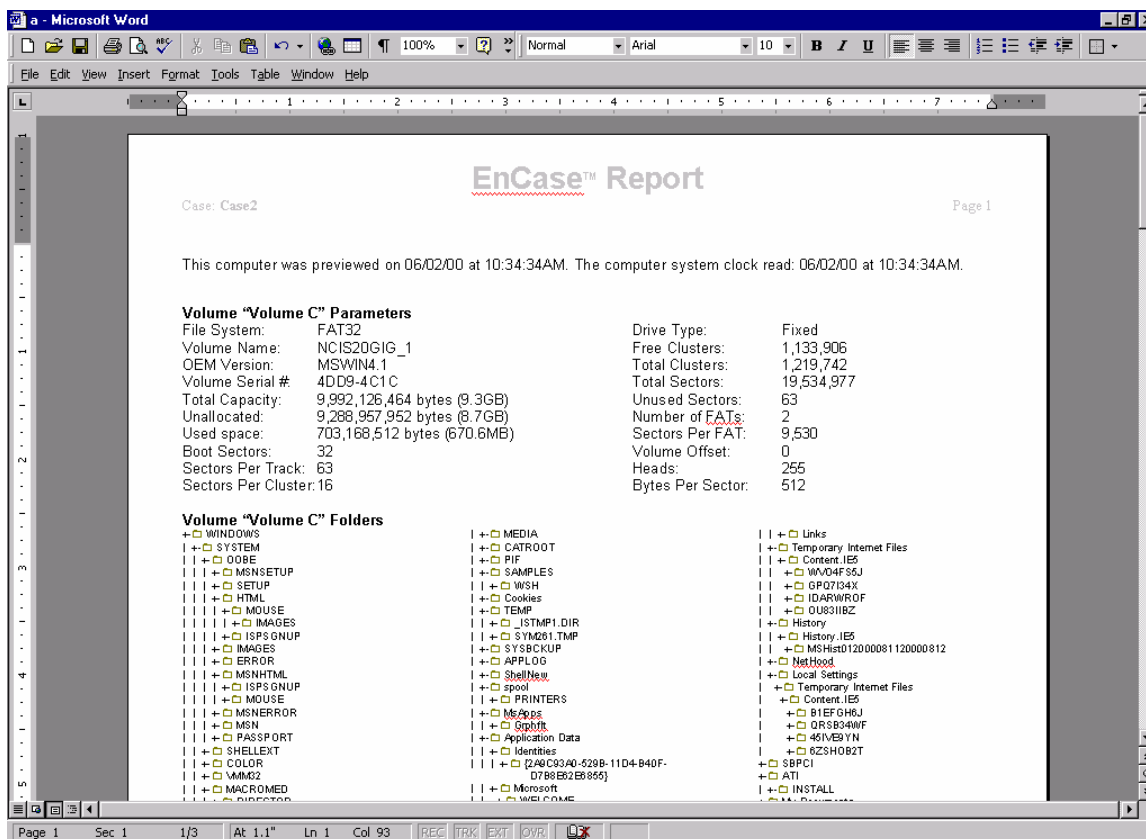 a - Microsoft Word
100% Normal Arial 10 B I U
File Edit View Insert Format Tools Table Window Help
1 2 3 4 5 6 7
EnCase™ Report
Case: Case2 Page 1
This computer was previewed on 06/02/00 at 10:34:34AM. The computer system clock read: 06/02/00 at 10:34:34AM.
Volume “Volume C” Parameters
File System: FAT32 Drive Type: Fixed
Volume Name: NCIS20GIG_1 Free Clusters: 1,133,906
OEM Version: MSWIN4.1 Total Clusters: 1,219,742
Volume Serial #: 4DD9-4C1C Total Sectors: 19,534,977
Total Capacity: 9,992,126,464 bytes (9.3GB) Unused Sectors: 63
Unallocated: 9,288,957,952 bytes (8.7GB) Number of FATs: 2
Used space: 703,168,512 bytes (670.6MB) Sectors Per FAT: 9,530
Boot Sectors: 32 Volume Offset: 0
Sectors Per Track: 63 Heads: 255
Sectors Per Cluster: 16 Bytes Per Sector: 512
Volume “Volume C” Folders
WINDOWS
SYSTEM
OOBE
MSNSETUP
SETUP
HTML
MOUSE
IMAGES
ISPSGNUP
IMAGES
ERROR
MSNHTML
ISPSGNUP
MOUSE
MSNERROR
MSN
PASSPORT
SHELLEXT
COLOR
VMM32
MACROMED
DIRECTOR
MEDIA
CATROOT
PIF
SAMPLES
WSH
Cookies
TEMP
_ISTMP1.DIR
SYM261.TMP
SYSBCKUP
APPLOG
ShellNew
spool
PRINTERS
MsApps
Grphflt
Application Data
Identities
{2A9C93A0-529B-11D4-B40F-
D7B8E62E6855}
Microsoft
WELCOME
Links
Temporary Internet Files
Content.IE5
WVO4FS5J
GPQ7I34X
IDARWROF
OU83IIBZ
History
History.IE5
MSHist012000081120000812
NetHood
Local Settings
Temporary Internet Files
Content.IE5
B1EFGH6J
QRSB34WF
45IVE9YN
6ZSHOB2T
SBPCI
ATI
INSTALL
My Documents
Page 1 Sec 1 1/3 At 1.1" Ln 1 Col 93 REC TRK EXT OVR